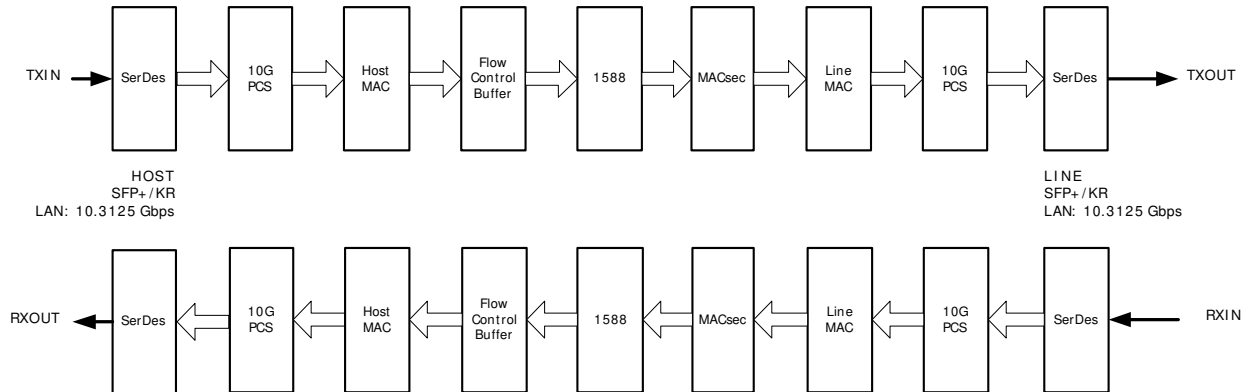 TXIN
SerDes
10G
PCS
Host
MAC
Flow
Control
Buffer
1588
MACsec
Line
MAC
10G
PCS
SerDes
TXOUT
HOST
SFP+/KR
LAN: 10.3125 Gbps
LINE
SFP+/KR
LAN: 10.3125 Gbps
RXOUT
SerDes
10G
PCS
Host
MAC
Flow
Control
Buffer
1588
MACsec
Line
MAC
10G
PCS
SerDes
RXIN